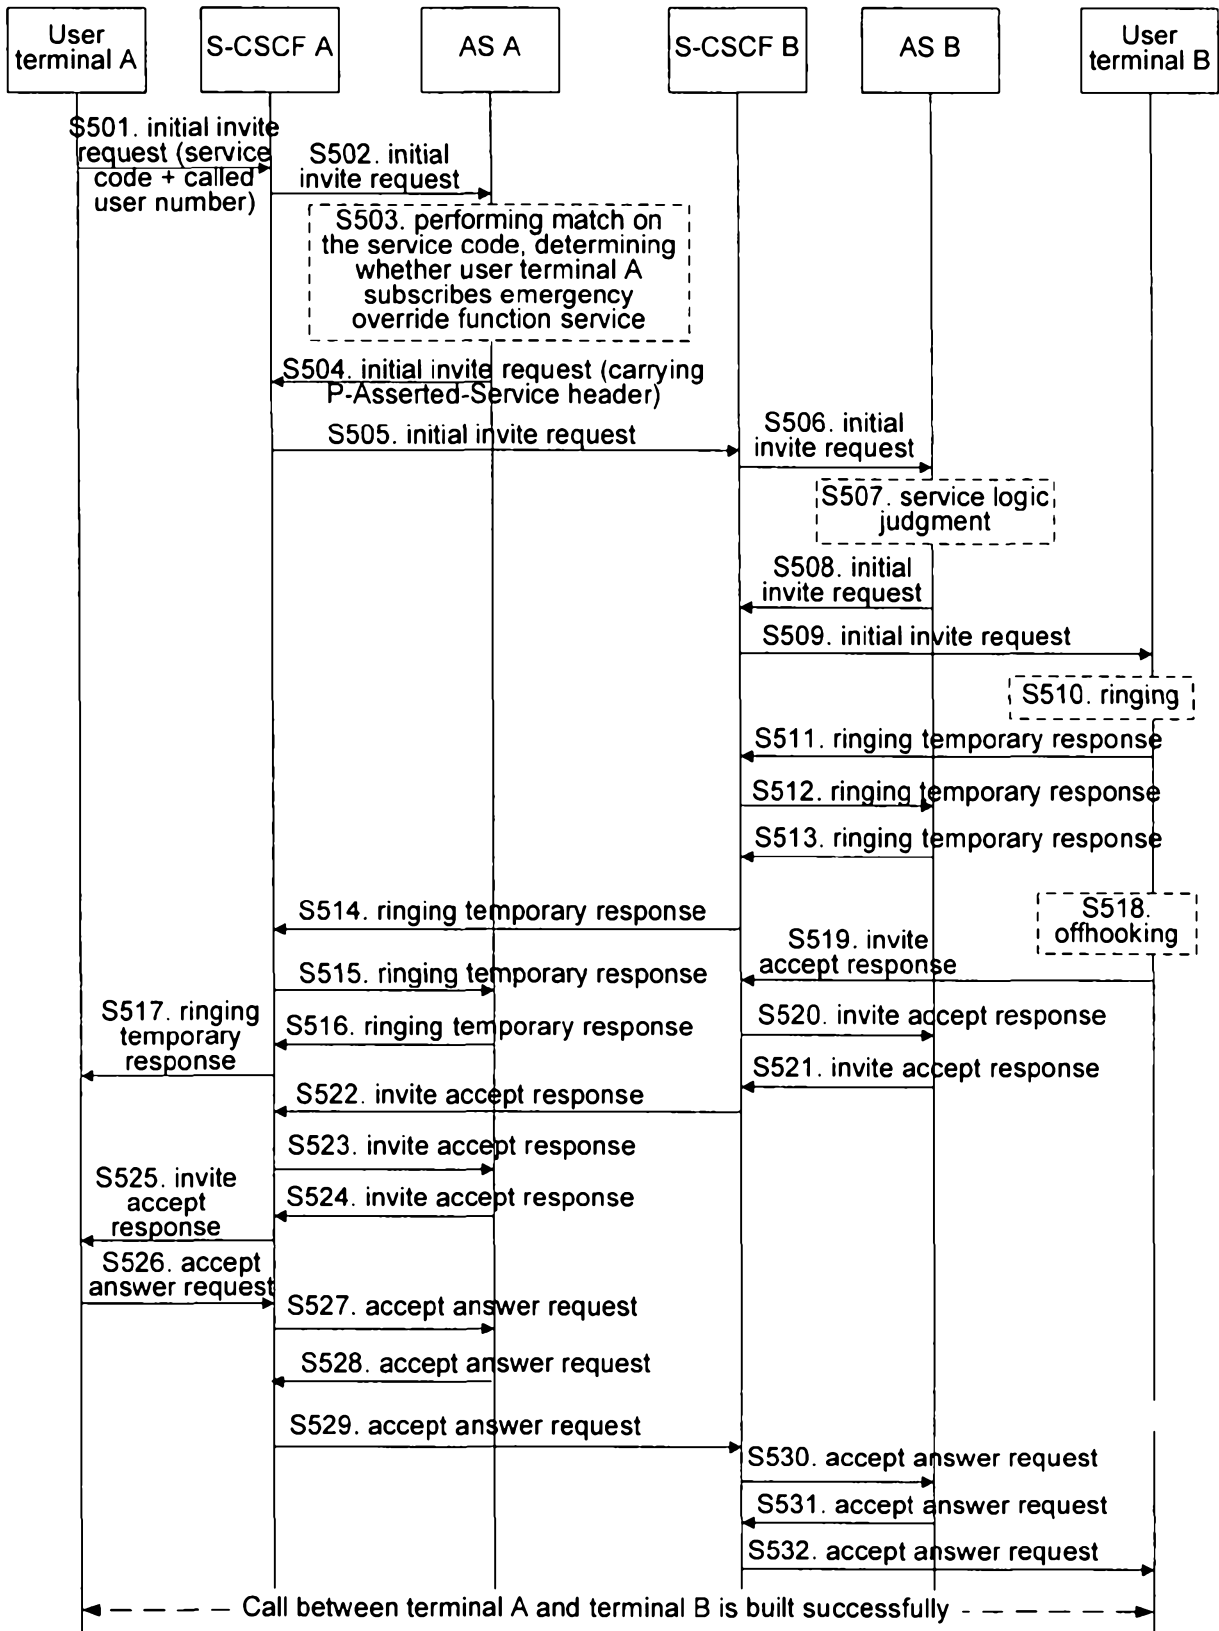 User
terminal A
S-CSCF A
AS A
S-CSCF B
AS B
User
terminal B
S501. initial invite
request (service
code + called
user number)
S502. initial
invite request
S503. performing match on
the service code, determining
whether user terminal A
subscribes emergency
override function service
S504. initial invite request (carrying
P-Asserted-Service header)
S505. initial invite request
S506. initial
invite request
S507. service logic
judgment
S508. initial
invite request
S509. initial invite request
S510. ringing
S511. ringing temporary response
S512. ringing temporary response
S513. ringing temporary response
S514. ringing temporary response
S518.
offhooking
S519. invite
accept response
S515. ringing temporary response
S517. ringing
temporary
response
S516. ringing temporary response
S520. invite accept response
S521. invite accept response
S522. invite accept response
S523. invite accept response
S525. invite
accept
response
S524. invite accept response
S526. accept
answer request
S527. accept answer request
S528. accept answer request
S529. accept answer request
S530. accept answer request
S531. accept answer request
S532. accept answer request
Call between terminal A and terminal B is built successfully